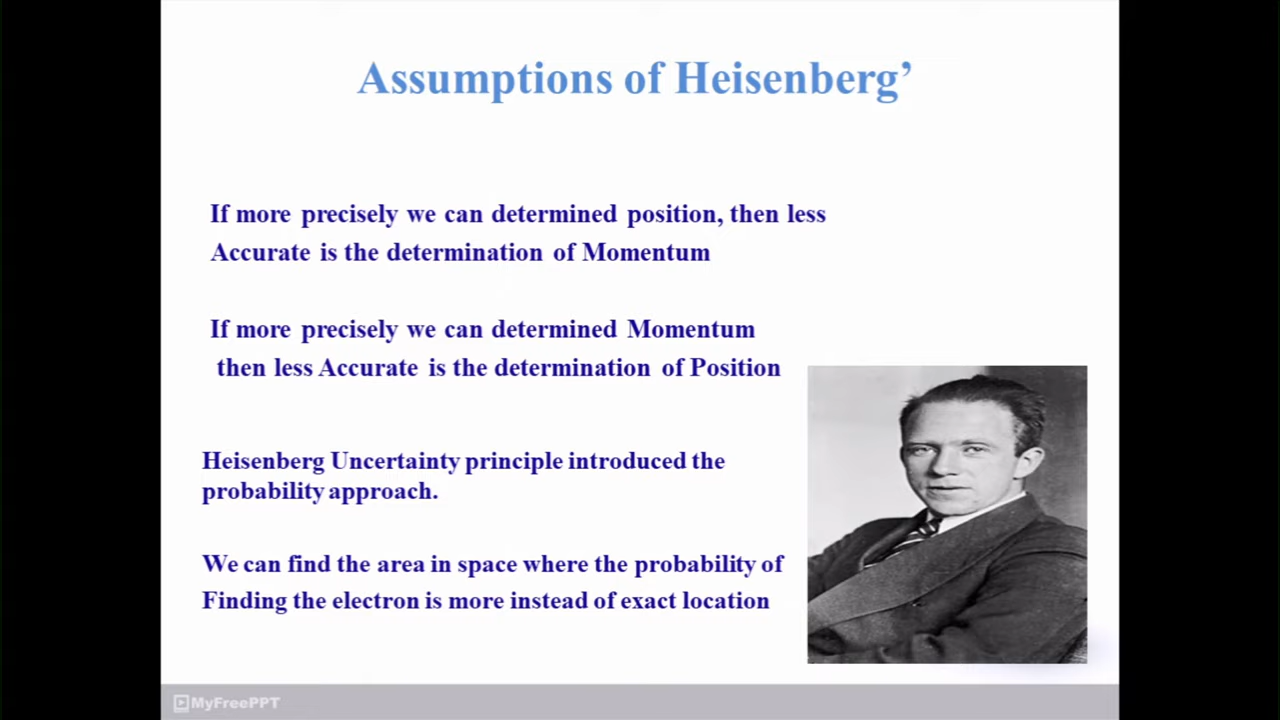 Assumptions of Heisenberg’
If more precisely we can determined position, then less
Accurate is the determination of Momentum
If more precisely we can determined Momentum
then less Accurate is the determination of Position
Heisenberg Uncertainty principle introduced the
probability approach.
We can find the area in space where the probability of
Finding the electron is more instead of exact location
MyFreePPT